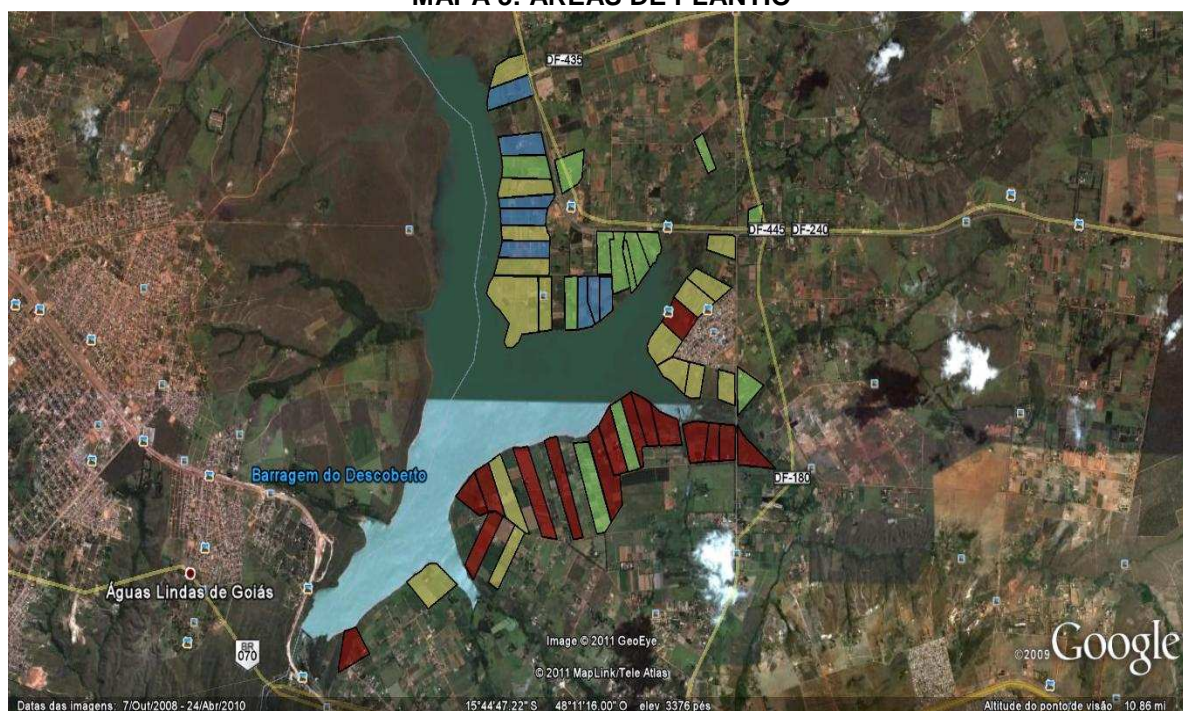 MAPA 3: ÁREAS DE PLANTIO
DF-435
DF-445
DF-240
Barragem do Descoberto
DF-180
Águas Lindas de Goiás
BR
070
Image © 2011 GeoEye
© 2011 MapLink/Tele Atlas
©2009 Google
Datas das imagens: 7/Out/2008 - 24/Abr/2010
15°44'47.22" S 48°11'16.00" O elev 3376 pés
Altitude do ponto de visão 10.86 mi